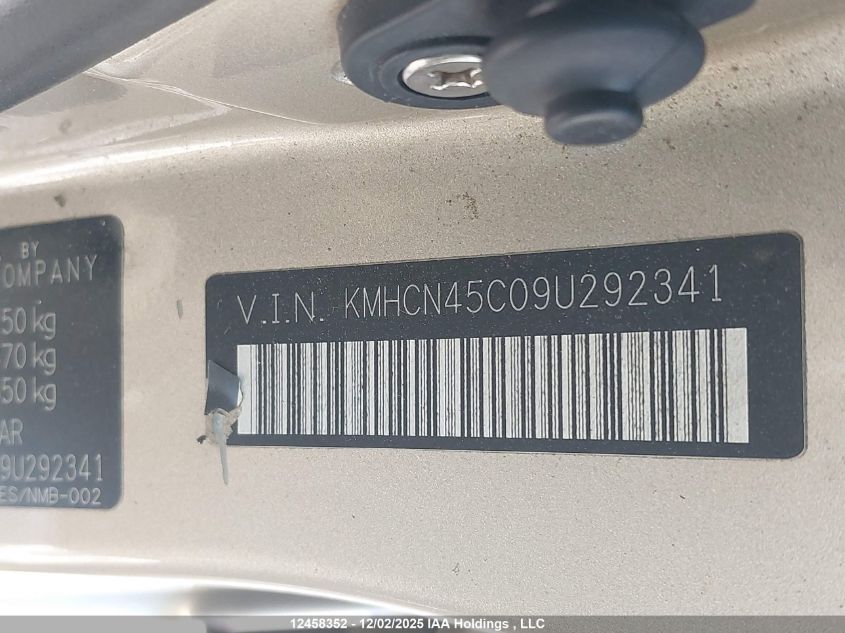 BY
COMPANY
50 kg
70 kg
50 kg
AR
9U292341
ES/NMB-002
V.I.N. KMHCN45C09U292341
12458352 - 12/02/2025 IAA Holdings , LLC